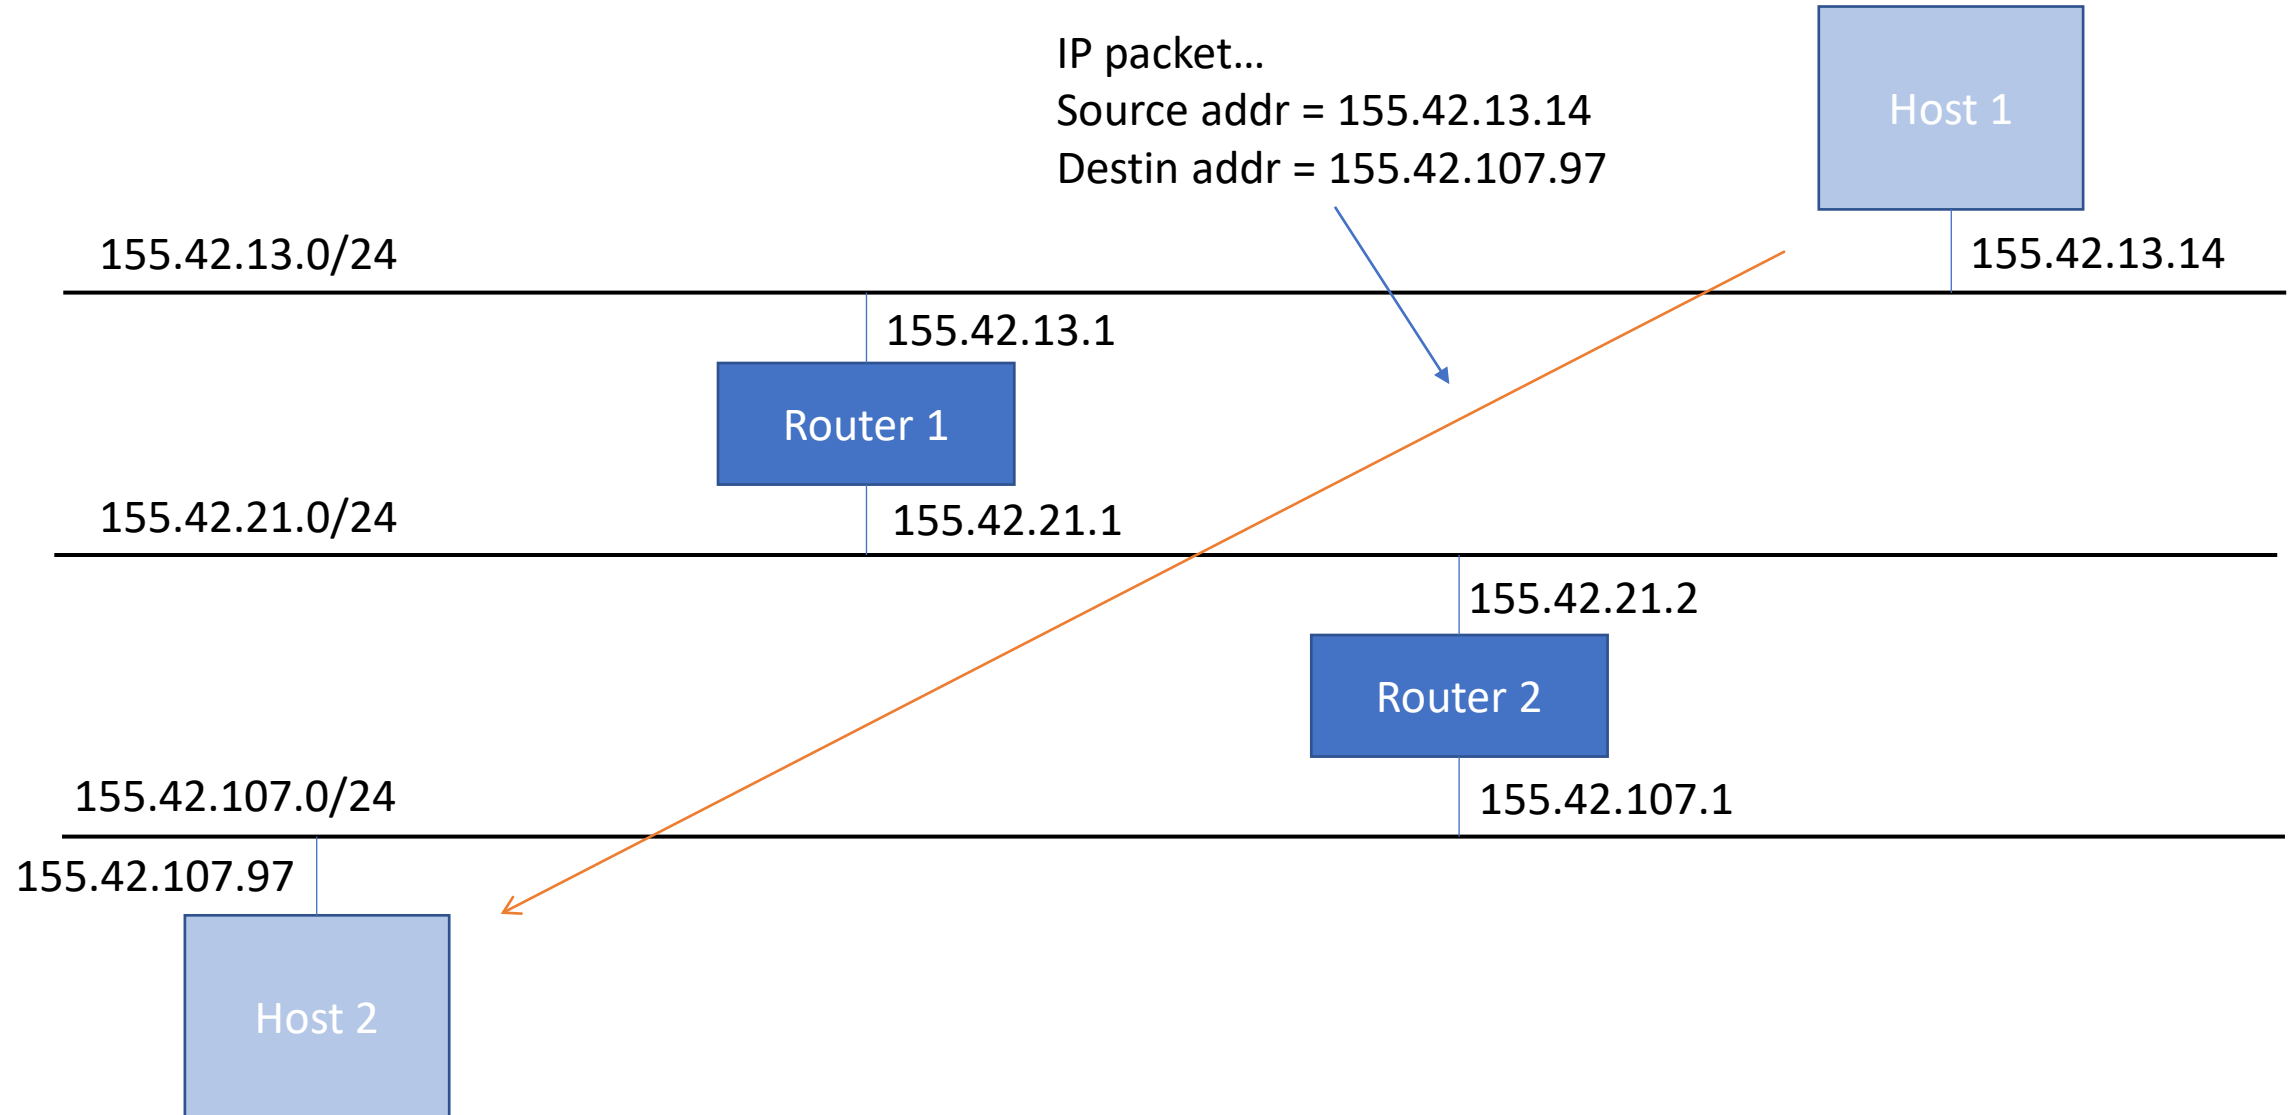 IP packet...
Source addr = 155.42.13.14
Destin addr = 155.42.107.97
Host 1
155.42.13.0/24
155.42.13.14
155.42.13.1
Router 1
155.42.21.0/24
155.42.21.1
155.42.21.2
Router 2
155.42.107.0/24
155.42.107.1
155.42.107.97
Host 2